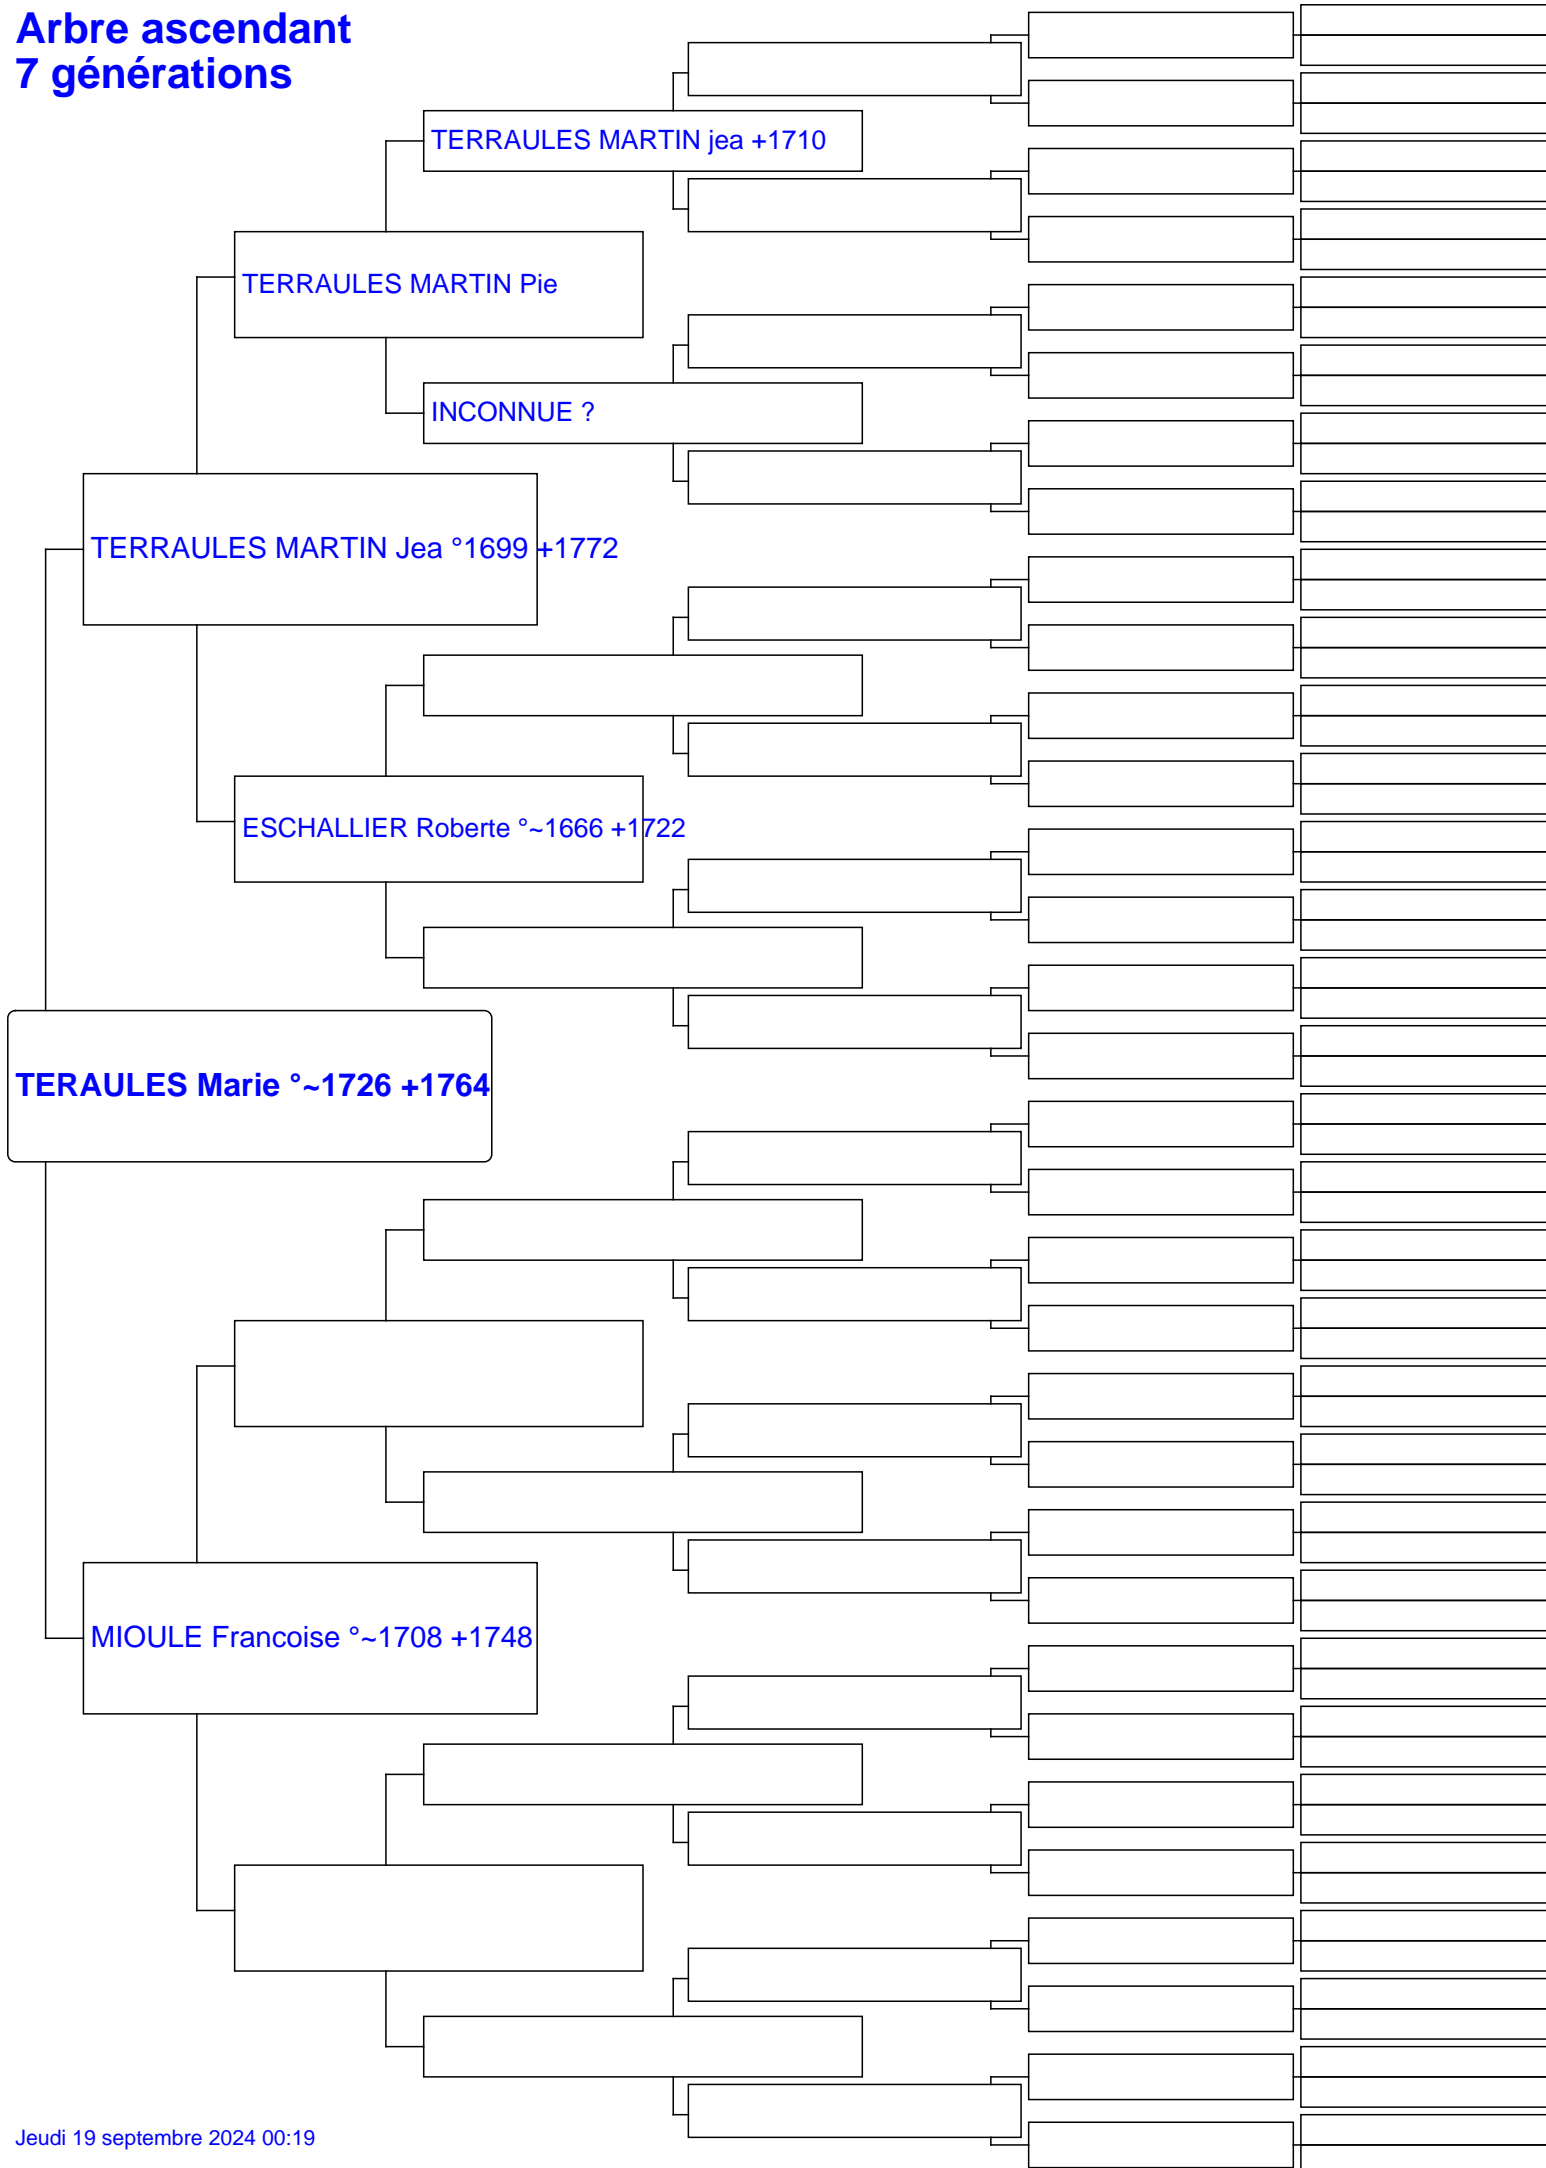 Arbre ascendant
7 générations
TERRAULES MARTIN jea +1710
TERRAULES MARTIN Pie
INCONNUE ?
TERRAULES MARTIN Jea °1699 +1772
ESCHALLIER Roberte °~1666 +1722
TERAULES Marie °~1726 +1764
MIOULE Francoise °~1708 +1748
Jeudi 19 septembre 2024 00:19